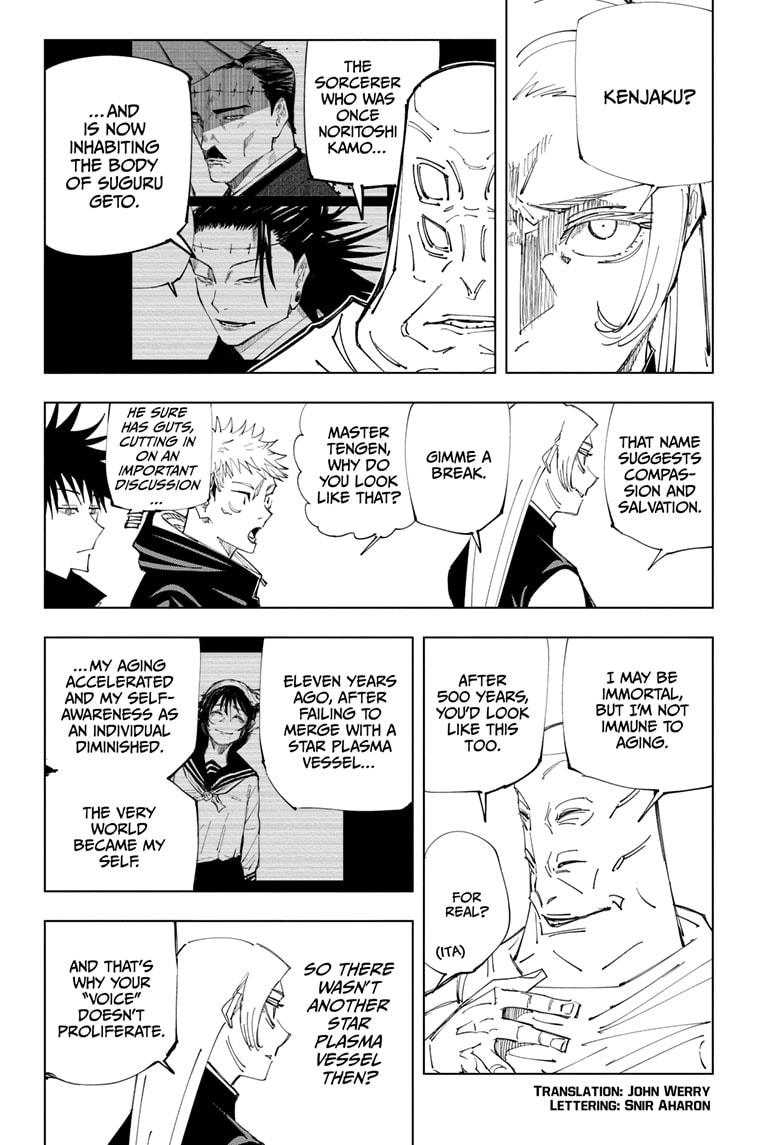 KENJAKU?
THE
SORCERER
WHO WAS
ONCE
NORITOSHI
KAMO...
...AND
IS NOW
INHABITING
THE BODY
OF SUGURU
GETO.
THAT NAME
SUGGESTS
COMPAS-
SION AND
SALVATION.
GIMME A
BREAK.
MASTER
TENGEN,
WHY DO
YOU LOOK
LIKE THAT?
HE SURE
HAS GUTS,
CUTTING IN
ON AN
IMPORTANT
DISCUSSION
...
I MAY BE
IMMORTAL,
BUT I'M NOT
IMMUNE TO
AGING.
AFTER
500 YEARS,
YOU'D LOOK
LIKE THIS
TOO.
FOR
REAL?
(ITA)
ELEVEN YEARS
AGO, AFTER
FAILING TO
MERGE WITH A
STAR PLASMA
VESSEL...
...MY AGING
ACCELERATED
AND MY SELF-
AWARENESS AS
AN INDIVIDUAL
DIMINISHED.
THE VERY
WORLD
BECAME MY
SELF.
SO THERE
WASN'T
ANOTHER
STAR
PLASMA
VESSEL
THEN?
AND THAT'S
WHY YOUR
"VOICE"
DOESN'T
PROLIFERATE.
TRANSLATION: JOHN WERRY
LETTERING: SNIR AHARON